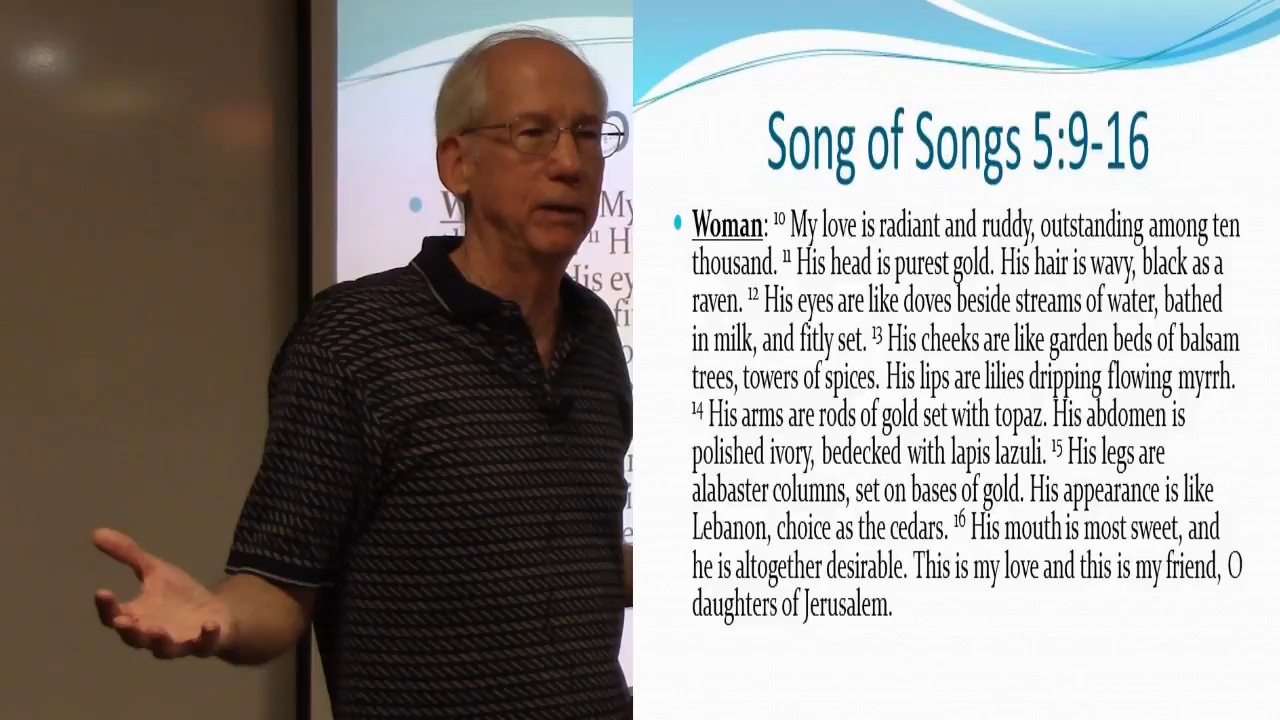 Song of Songs 5:9-16
• Woman: ¹⁰ My love is radiant and ruddy, outstanding among ten
thousand. ¹¹ His head is purest gold. His hair is wavy, black as a
raven. ¹² His eyes are like doves beside streams of water, bathed
in milk, and fitly set. ¹³ His cheeks are like garden beds of balsam
trees, towers of spices. His lips are lilies dripping flowing myrrh.
¹⁴ His arms are rods of gold set with topaz. His abdomen is
polished ivory, bedecked with lapis lazuli. ¹⁵ His legs are
alabaster columns, set on bases of gold. His appearance is like
Lebanon, choice as the cedars. ¹⁶ His mouth is most sweet, and
he is altogether desirable. This is my love and this is my friend, O
daughters of Jerusalem.
My
¹¹ H
His ey